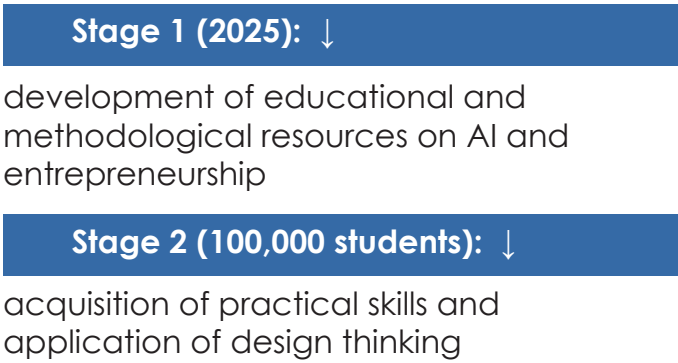 Stage 1 (2025): ↓
development of educational and
methodological resources on AI and
entrepreneurship
Stage 2 (100,000 students): ↓
acquisition of practical skills and
application of design thinking